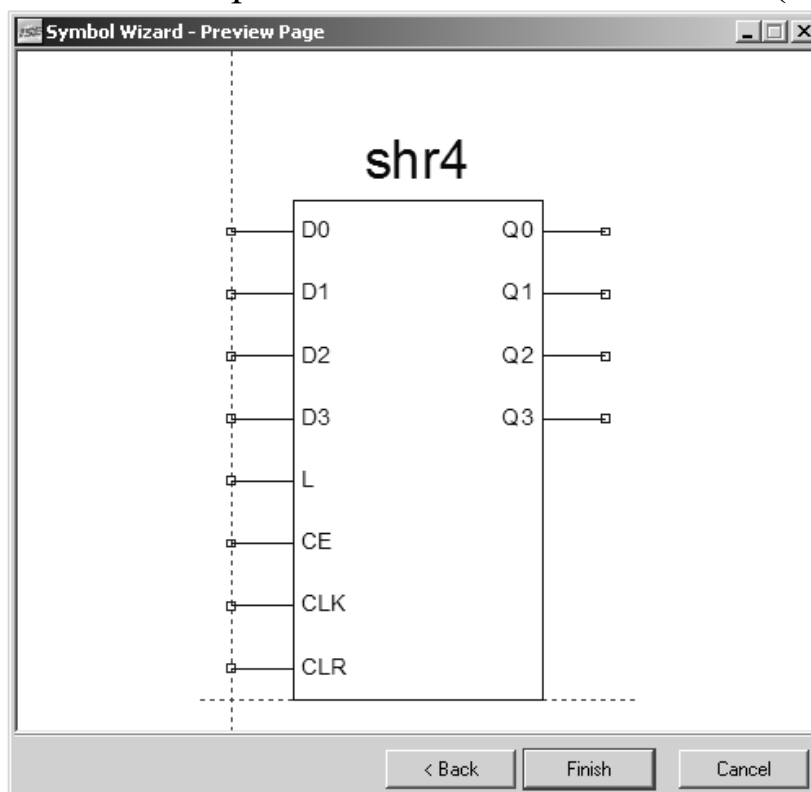 Symbol Wizard - Preview Page
shr4
D0 Q0
D1 Q1
D2 Q2
D3 Q3
L
CE
CLK
CLR
< Back Finish Cancel